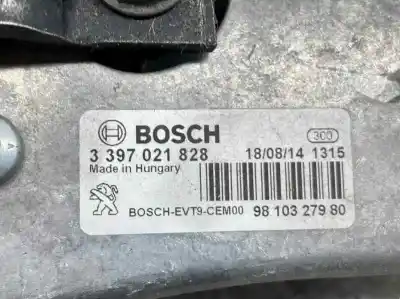 BOSCH
300
3 397 021 828 18/08/14 1315
Made in Hungary
BOSCH-EVT9-CEM00 98 103 279 80